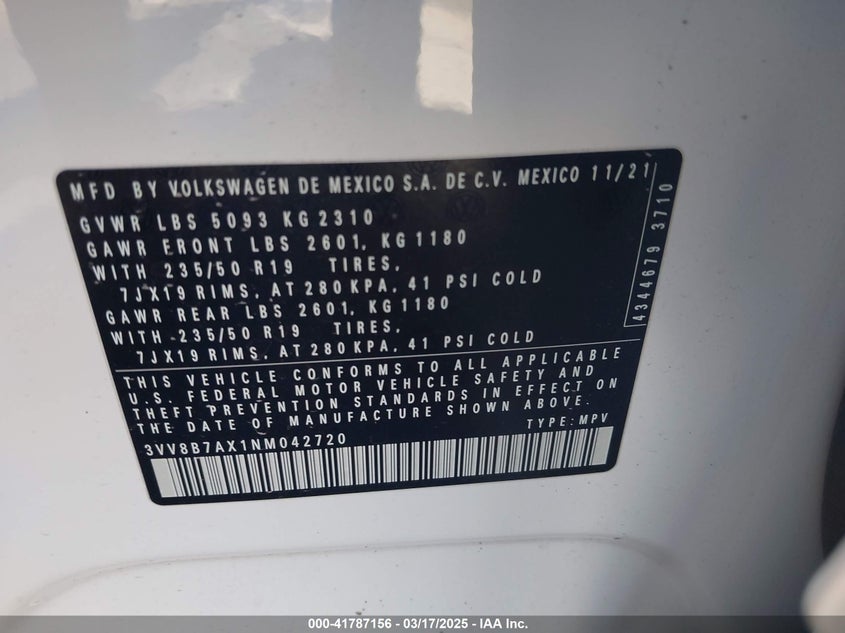 MFD BY VOLKSWAGEN DE MEXICO S.A. DE C.V. MEXICO 11/21
GVWR LBS 5093 KG 2310
GAWR FRONT LBS 2601, KG 1180
WITH 235/50 R19 TIRES,
7JX19 RIMS, AT 280 KPA, 41 PSI COLD
GAWR REAR LBS 2601, KG 1180
WITH 235/50 R19 TIRES,
7JX19 RIMS, AT 280 KPA, 41 PSI COLD
4344679 3710
THIS VEHICLE CONFORMS TO ALL APPLICABLE
U.S. FEDERAL MOTOR VEHICLE SAFETY AND
THEFT PREVENTION STANDARDS IN EFFECT ON
THE DATE OF MANUFACTURE SHOWN ABOVE.
3VV8B7AX1NM042720 TYPE:MPV
000-41787156 — 03/17/2025 — IAA Inc.